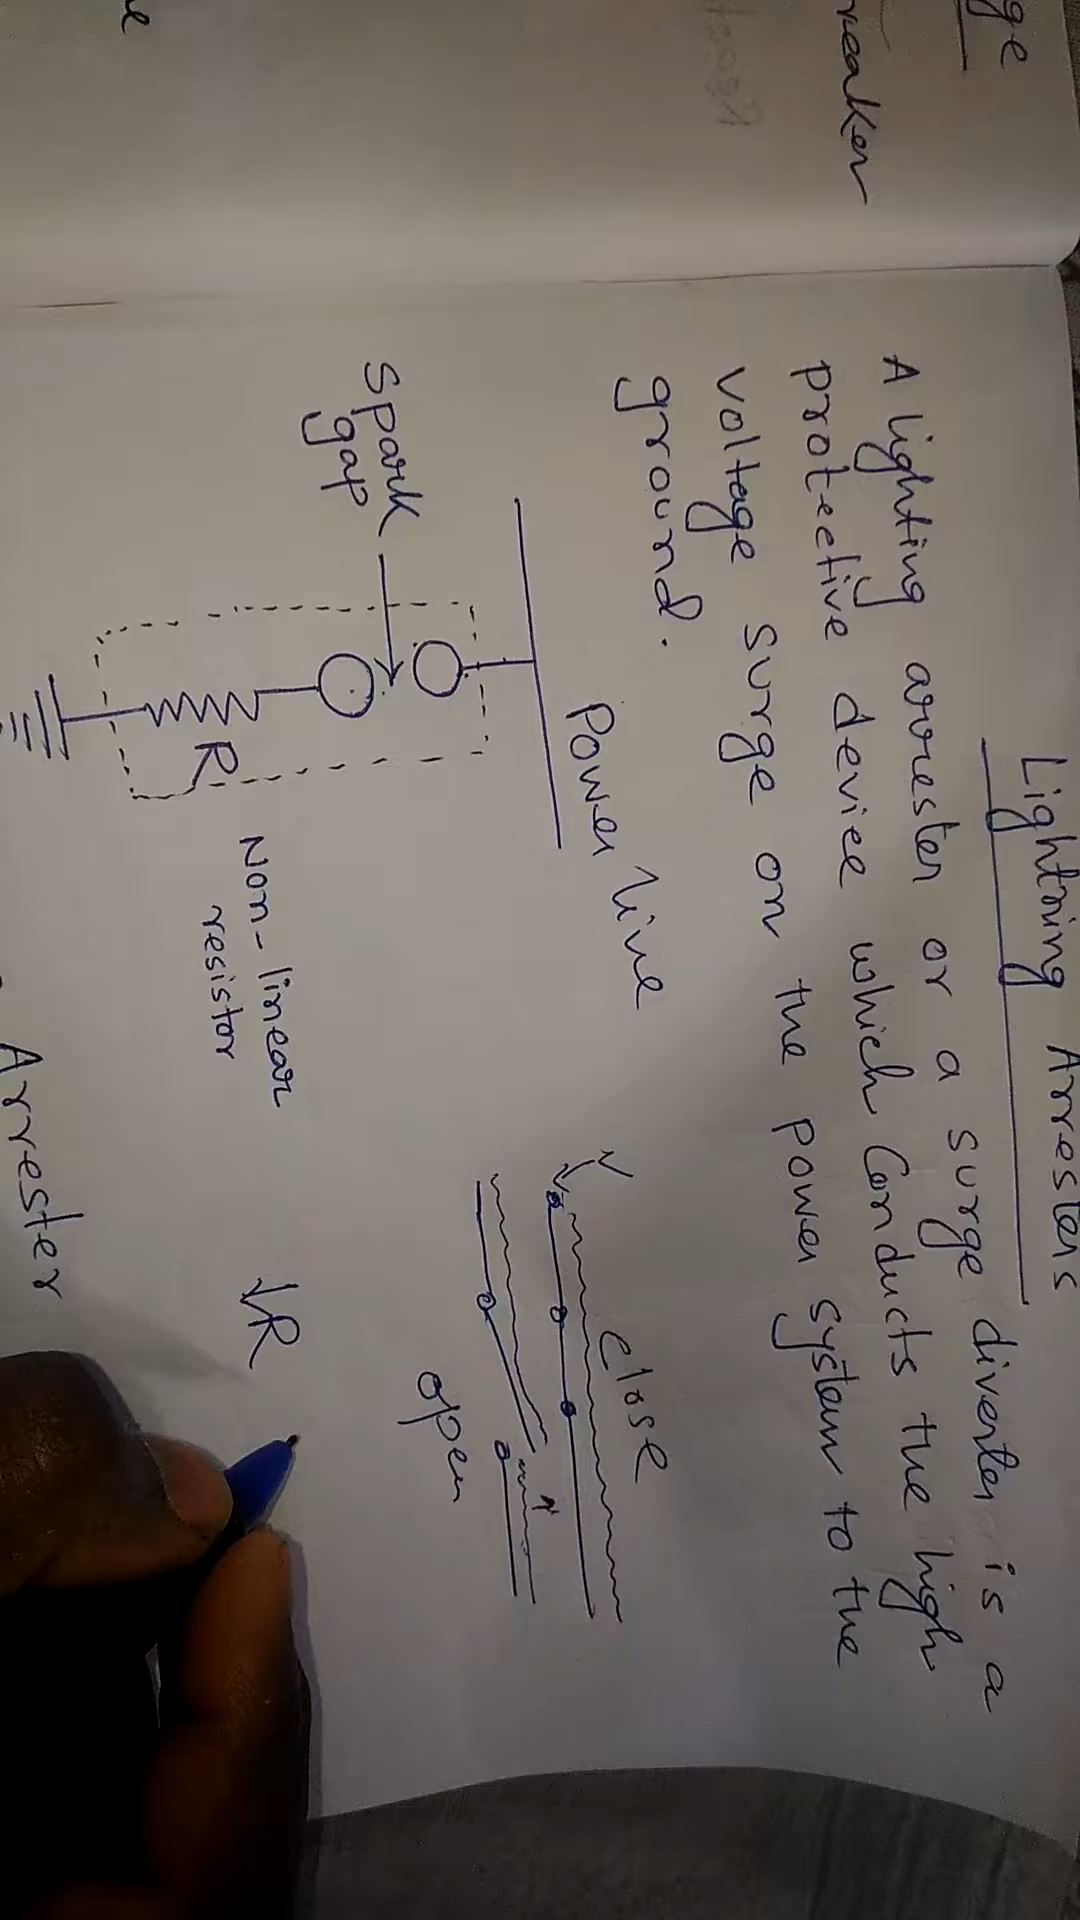 ge
reaker
e
Lightning Arresters
A lighting arrester or a surge diverter is a
protective device which Conducts the high
voltage surge on the power system to the
ground.
Power line
Spark
gap
R
Non-linear
resistor
close
open
↓R
Arrester